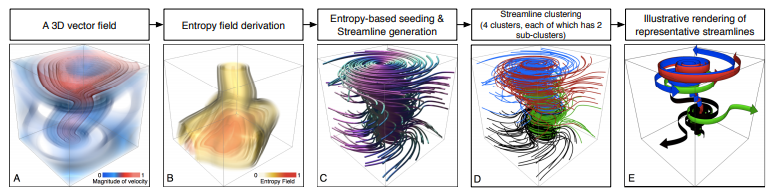 A 3D vector field
Entropy field derivation
Entropy-based seeding &
Streamline generation
Streamline clustering
(4 clusters, each of which has 2
sub-clusters)
Illustrative rendering of
representative streamlines
A
0 1
Magnitude of velocity
B
0 1
Entropy Field
C
D
E